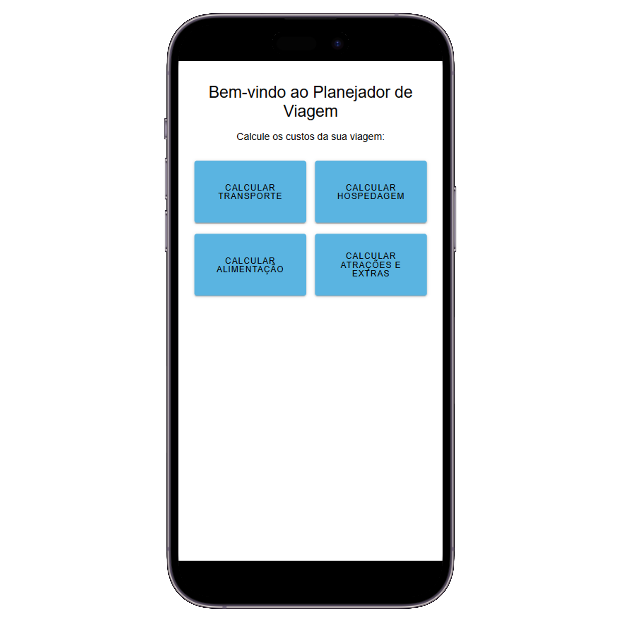 Bem-vindo ao Planejador de
Viagem
Calcule os custos da sua viagem:
CALCULAR
TRANSPORTE
CALCULAR
HOSPEDAGEM
CALCULAR
ALIMENTAÇÃO
CALCULAR
ATRAÇÕES E
EXTRAS